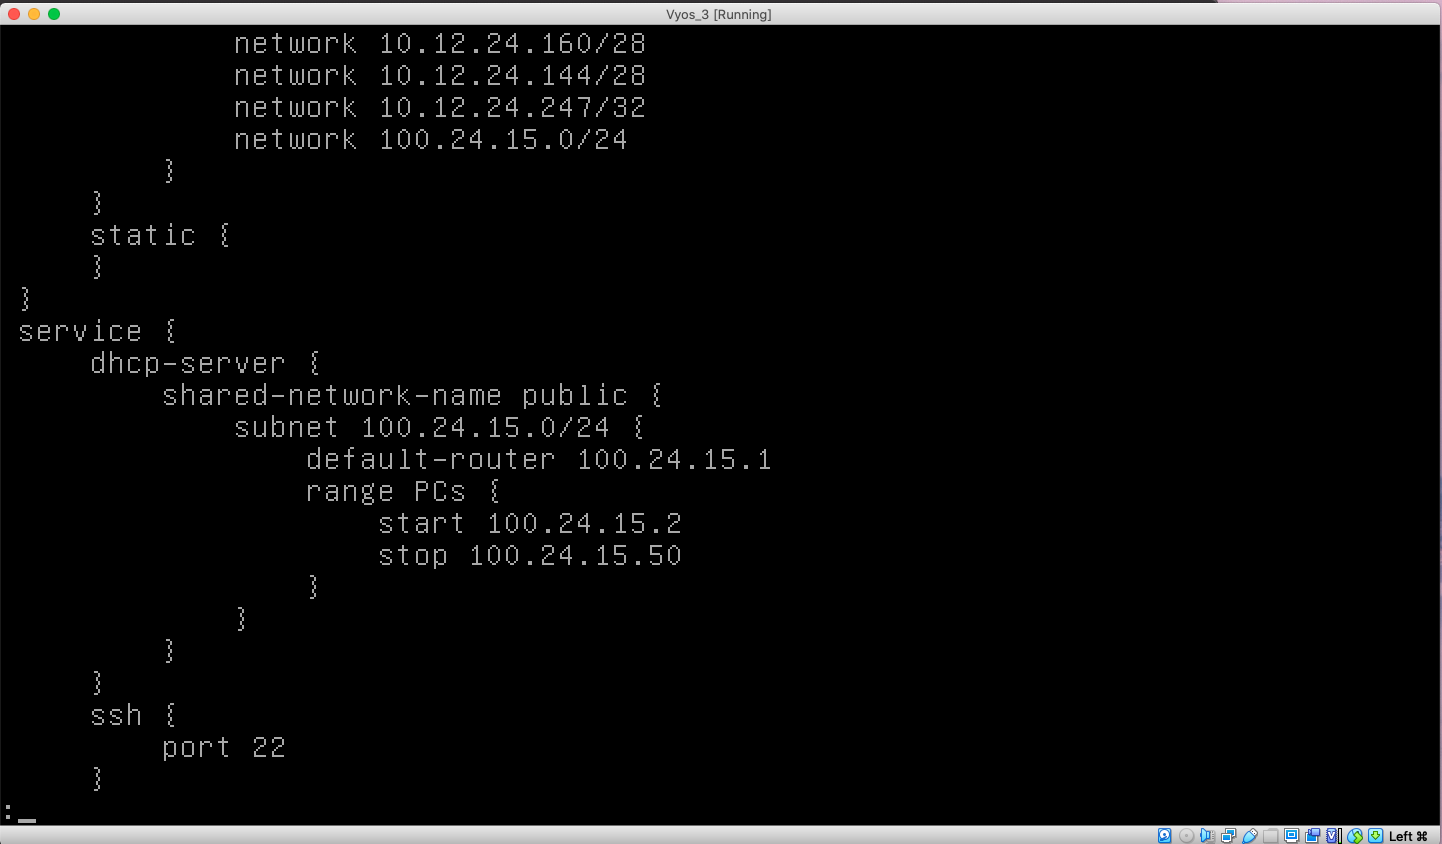 Vyos_3 [Running]
network 10.12.24.160/28
network 10.12.24.144/28
network 10.12.24.247/32
network 100.24.15.0/24
}
}
static {
}
}
service {
dhcp-server {
shared-network-name public {
subnet 100.24.15.0/24 {
default-router 100.24.15.1
range PCs {
start 100.24.15.2
stop 100.24.15.50
}
}
}
}
ssh {
port 22
}
:_
Left ⌘